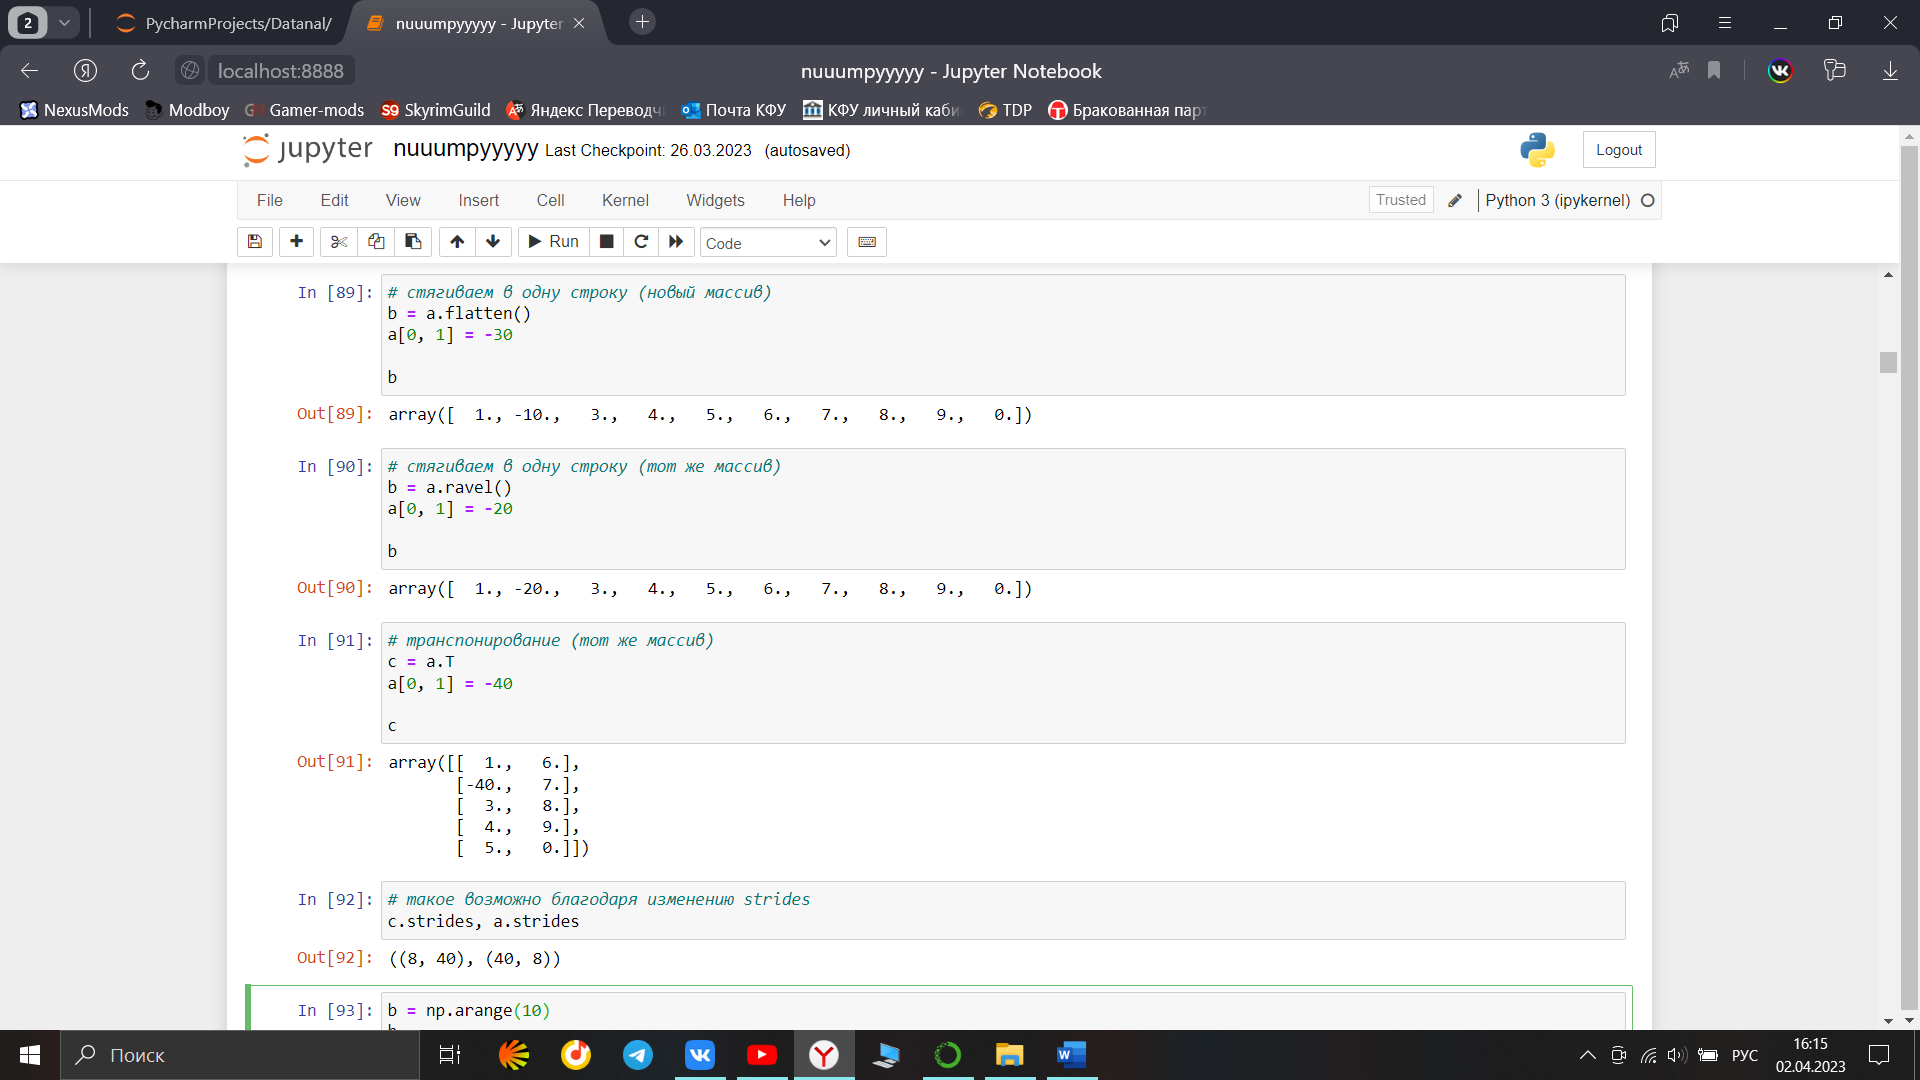 2
PycharmProjects/Datanal/
nuuumpyyyyy - Jupyter
Я
localhost:8888
nuuumpyyyyy - Jupyter Notebook
NexusMods
Modboy
Gamer-mods
S9 SkyrimGuild
Яндекс Переводч
Почта КФУ
КФУ личный каби
TDP
Бракованная парт
jupyter nuuumpyyyyy Last Checkpoint: 26.03.2023 (autosaved)
Logout
File Edit View Insert Cell Kernel Widgets Help
Trusted
Python 3 (ipykernel)
Run
Code
In [89]: # стягиваем в одну строку (новый массив)
b = a.flatten()
a[0, 1] = -30
b
Out[89]: array([  1., -10.,   3.,   4.,   5.,   6.,   7.,   8.,   9.,   0.])
In [90]: # стягиваем в одну строку (тот же массив)
b = a.ravel()
a[0, 1] = -20
b
Out[90]: array([  1., -20.,   3.,   4.,   5.,   6.,   7.,   8.,   9.,   0.])
In [91]: # транспонирование (тот же массив)
c = a.T
a[0, 1] = -40
c
Out[91]: array([[  1.,   6.],
[-40.,   7.],
[  3.,   8.],
[  4.,   9.],
[  5.,   0.]])
In [92]: # такое возможно благодаря изменению strides
c.strides, a.strides
Out[92]: ((8, 40), (40, 8))
In [93]: b = np.arange(10)
Поиск
РУС
16:15
02.04.2023